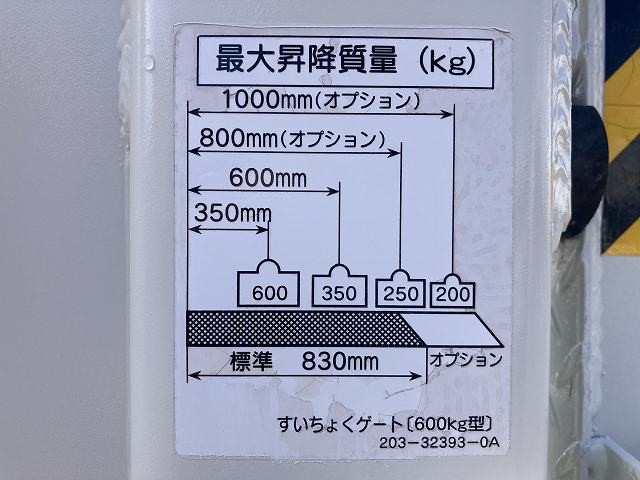 最大昇降質量 (kg)
1000mm(オプション)
800mm(オプション)
600mm
350mm
600 350 250 200
標準 830mm オプション
すいちょくゲート〔600kg型〕
203-32393-0A